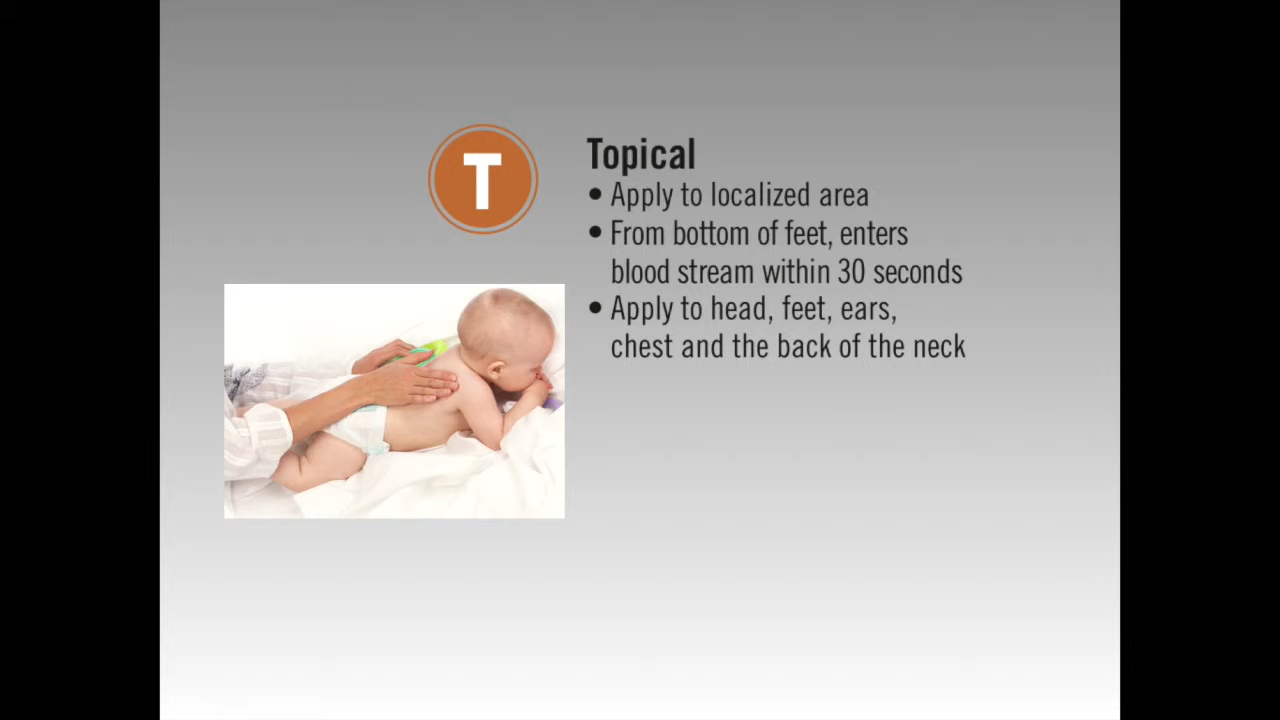 T
Topical
• Apply to localized area
• From bottom of feet, enters
blood stream within 30 seconds
• Apply to head, feet, ears,
chest and the back of the neck